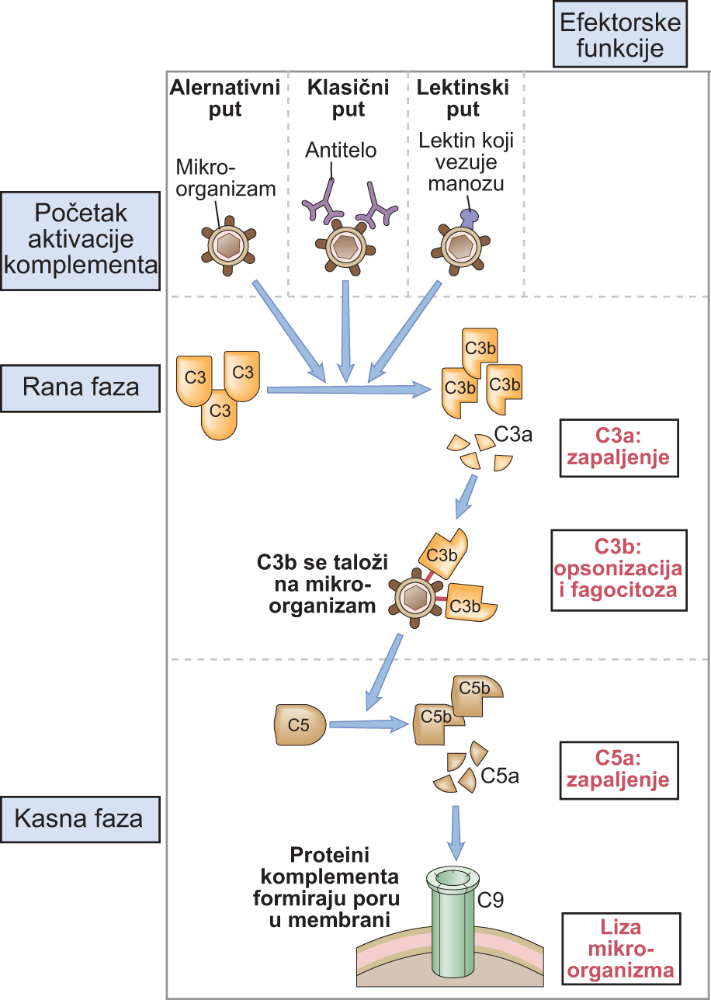 Efektorske
funkcije
Alernativni
put
Klasični
put
Lektinski
put
Mikro-
organizam
Antitelo
Lektin koji
vezuje
manozu
Početak
aktivacije
komplementa
Rana faza
C3
C3
C3
C3b
C3b
C3b
C3a
C3a:
zapaljenje
C3b se taloži
na mikro-
organizam
C3b
C3b
C3b:
opsonizacija
i fagocitoza
C5
C5b
C5b
C5a
C5a:
zapaljenje
Kasna faza
Proteini
komplementa
formiraju poru
u membrani
C9
Liza
mikro-
organizma